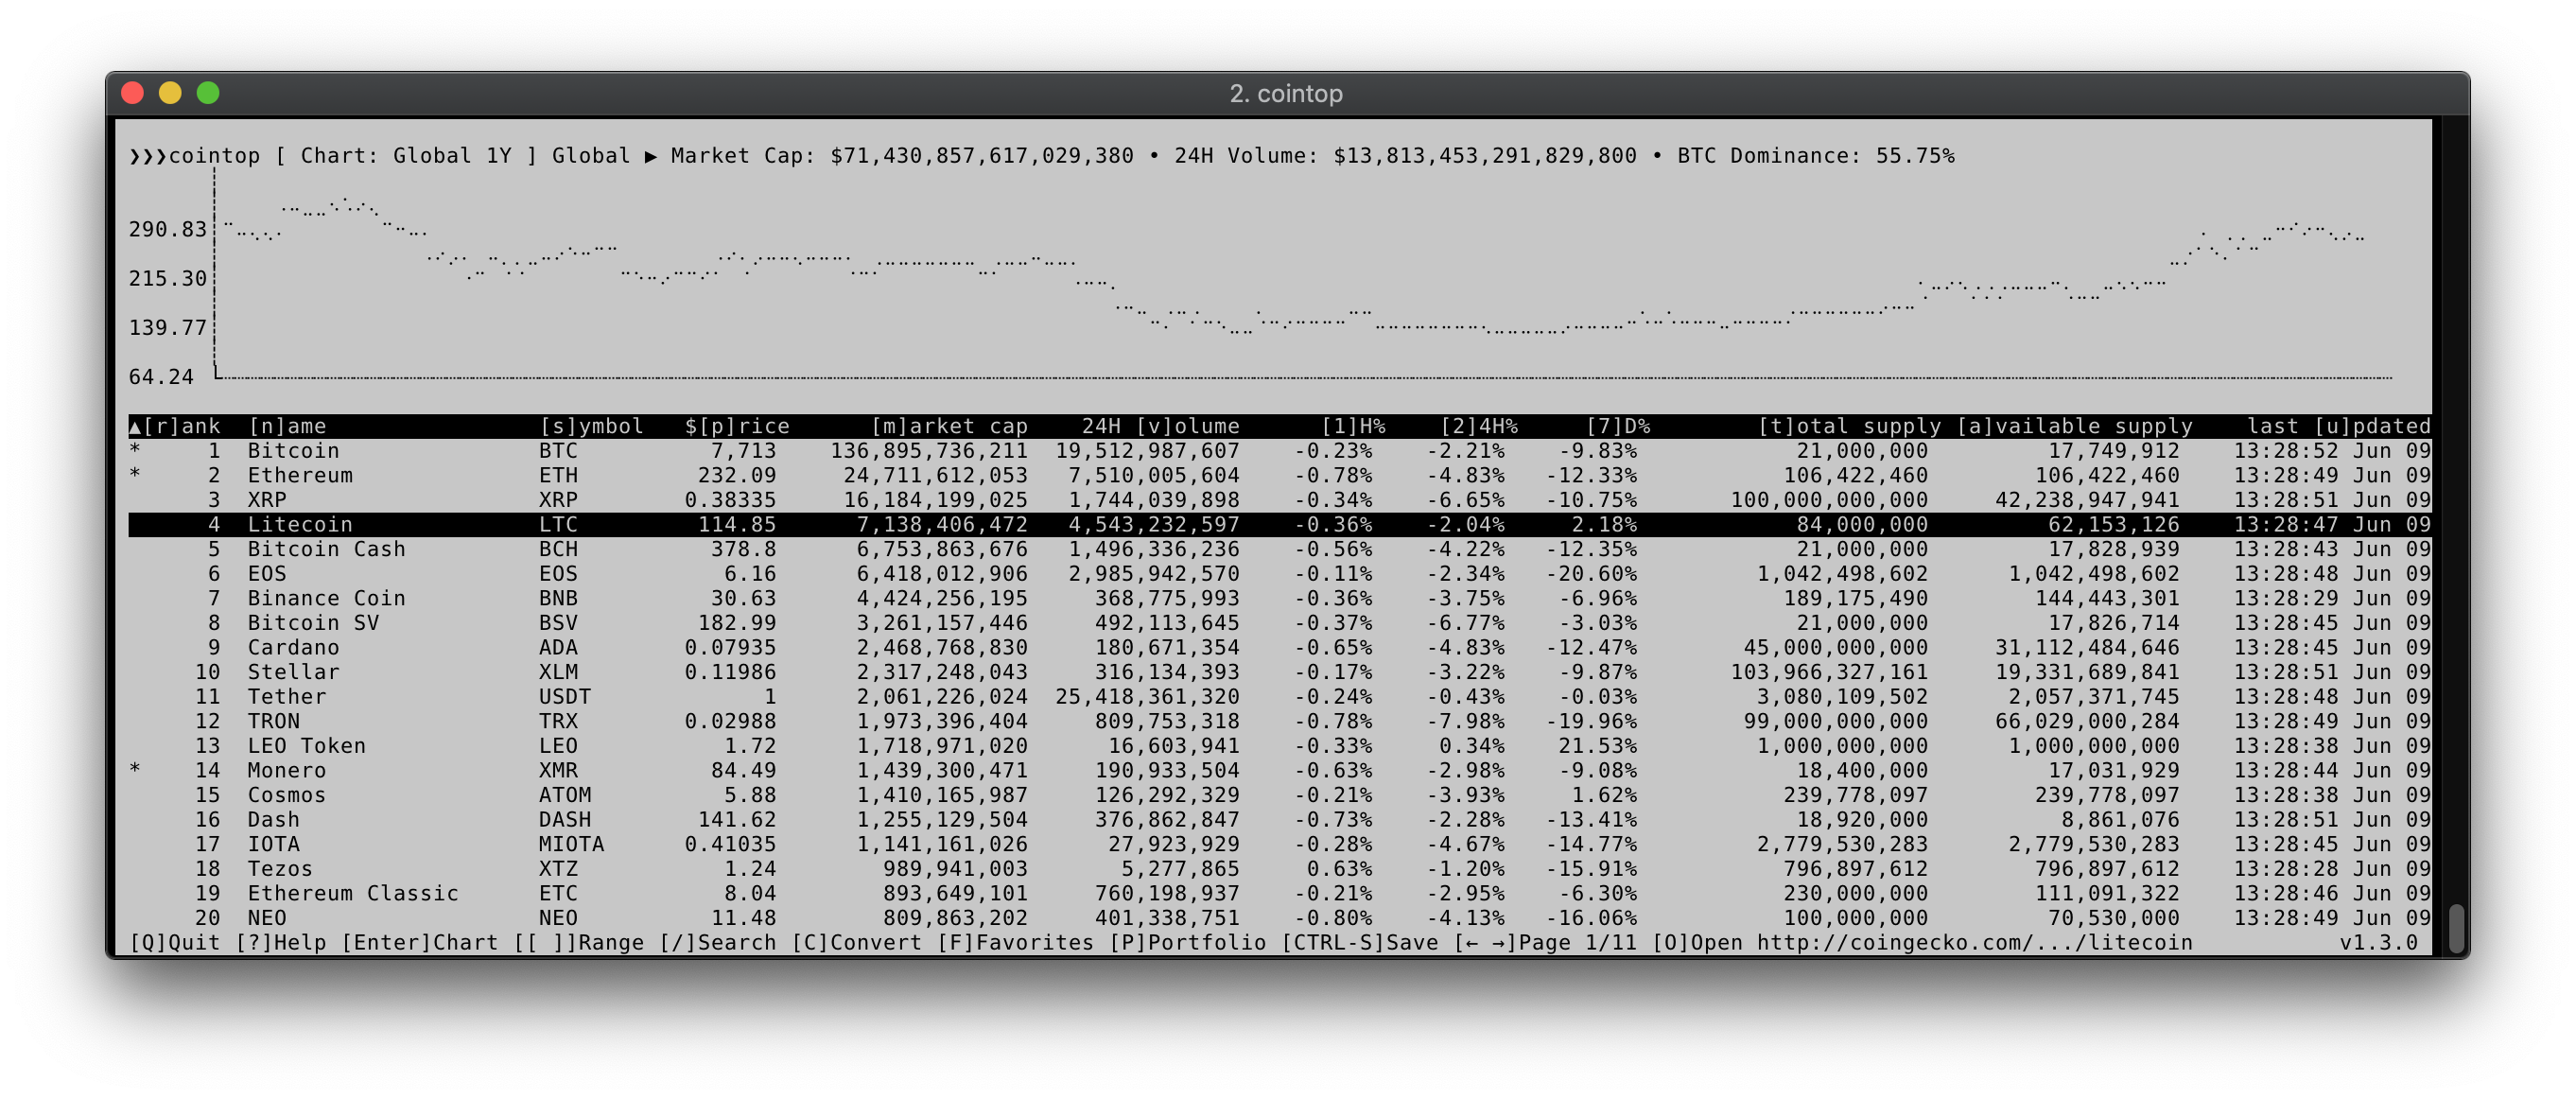 2. cointop
❯❯❯cointop [ Chart: Global 1Y ] Global ▶ Market Cap: $71,430,857,617,029,380 • 24H Volume: $13,813,453,291,829,800 • BTC Dominance: 55.75%
290.83
215.30
139.77
64.24
▲[r]ank [n]ame [s]ymbol $[p]rice [m]arket cap 24H [v]olume [1]H% [2]4H% [7]D% [t]otal supply [a]vailable supply last [u]pdated
* 1 Bitcoin BTC 7,713 136,895,736,211 19,512,987,607 -0.23% -2.21% -9.83% 21,000,000 17,749,912 13:28:52 Jun 09
* 2 Ethereum ETH 232.09 24,711,612,053 7,510,005,604 -0.78% -4.83% -12.33% 106,422,460 106,422,460 13:28:49 Jun 09
3 XRP XRP 0.38335 16,184,199,025 1,744,039,898 -0.34% -6.65% -10.75% 100,000,000,000 42,238,947,941 13:28:51 Jun 09
4 Litecoin LTC 114.85 7,138,406,472 4,543,232,597 -0.36% -2.04% 2.18% 84,000,000 62,153,126 13:28:47 Jun 09
5 Bitcoin Cash BCH 378.8 6,753,863,676 1,496,336,236 -0.56% -4.22% -12.35% 21,000,000 17,828,939 13:28:43 Jun 09
6 EOS EOS 6.16 6,418,012,906 2,985,942,570 -0.11% -2.34% -20.60% 1,042,498,602 1,042,498,602 13:28:48 Jun 09
7 Binance Coin BNB 30.63 4,424,256,195 368,775,993 -0.36% -3.75% -6.96% 189,175,490 144,443,301 13:28:29 Jun 09
8 Bitcoin SV BSV 182.99 3,261,157,446 492,113,645 -0.37% -6.77% -3.03% 21,000,000 17,826,714 13:28:45 Jun 09
9 Cardano ADA 0.07935 2,468,768,830 180,671,354 -0.65% -4.83% -12.47% 45,000,000,000 31,112,484,646 13:28:45 Jun 09
10 Stellar XLM 0.11986 2,317,248,043 316,134,393 -0.17% -3.22% -9.87% 103,966,327,161 19,331,689,841 13:28:51 Jun 09
11 Tether USDT 1 2,061,226,024 25,418,361,320 -0.24% -0.43% -0.03% 3,080,109,502 2,057,371,745 13:28:48 Jun 09
12 TRON TRX 0.02988 1,973,396,404 809,753,318 -0.78% -7.98% -19.96% 99,000,000,000 66,029,000,284 13:28:49 Jun 09
13 LEO Token LEO 1.72 1,718,971,020 16,603,941 -0.33% 0.34% 21.53% 1,000,000,000 1,000,000,000 13:28:38 Jun 09
* 14 Monero XMR 84.49 1,439,300,471 190,933,504 -0.63% -2.98% -9.08% 18,400,000 17,031,929 13:28:44 Jun 09
15 Cosmos ATOM 5.88 1,410,165,987 126,292,329 -0.21% -3.93% 1.62% 239,778,097 239,778,097 13:28:38 Jun 09
16 Dash DASH 141.62 1,255,129,504 376,862,847 -0.73% -2.28% -13.41% 18,920,000 8,861,076 13:28:51 Jun 09
17 IOTA MIOTA 0.41035 1,141,161,026 27,923,929 -0.28% -4.67% -14.77% 2,779,530,283 2,779,530,283 13:28:45 Jun 09
18 Tezos XTZ 1.24 989,941,003 5,277,865 0.63% -1.20% -15.91% 796,897,612 796,897,612 13:28:28 Jun 09
19 Ethereum Classic ETC 8.04 893,649,101 760,198,937 -0.21% -2.95% -6.30% 230,000,000 111,091,322 13:28:46 Jun 09
20 NEO NEO 11.48 809,863,202 401,338,751 -0.80% -4.13% -16.06% 100,000,000 70,530,000 13:28:49 Jun 09
[Q]Quit [?]Help [Enter]Chart [[ ]]Range [/]Search [C]Convert [F]Favorites [P]Portfolio [CTRL-S]Save [← →]Page 1/11 [O]Open http://coingecko.com/.../litecoin v1.3.0